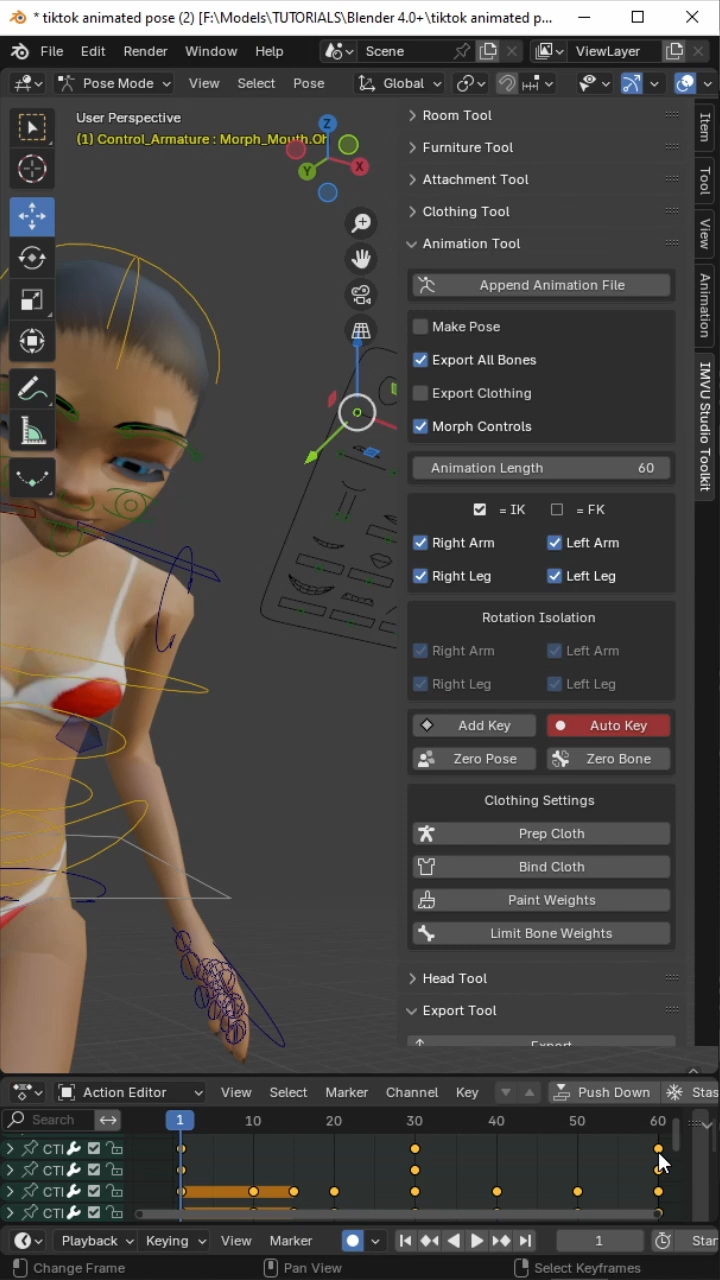 * tiktok animated pose (2) [F:\Models\TUTORIALS\Blender 4.0+\tiktok animated p...
File Edit Render Window Help Scene ViewLayer
Pose Mode View Select Pose Global
User Perspective
(1) Control_Armature : Morph_Mouth.Oh
Z
X
Y
Room Tool
Furniture Tool
Attachment Tool
Clothing Tool
Animation Tool
Append Animation File
Make Pose
Export All Bones
Export Clothing
Morph Controls
Animation Length 60
= IK = FK
Right Arm Left Arm
Right Leg Left Leg
Rotation Isolation
Right Arm Left Arm
Right Leg Left Leg
Add Key Auto Key
Zero Pose Zero Bone
Clothing Settings
Prep Cloth
Bind Cloth
Paint Weights
Limit Bone Weights
Head Tool
Export Tool
Export
Item
Tool
View
Animation
IMVU Studio Toolkit
Action Editor View Select Marker Channel Key Push Down Stas
Search 1 10 20 30 40 50 60
CTI
CTI
CTI
CTI
Playback Keying View Marker 1 Star
Change Frame Pan View Select Keyframes